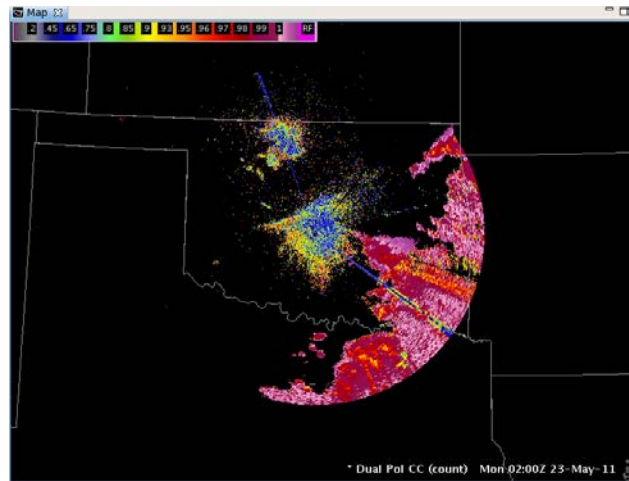 Map
.2 .45 .65 .75 .8 .85 .9 .93 .95 .96 .97 .98 .99 1 RF
* Dual Pol CC (count) Mon 02:00Z 23-May-11